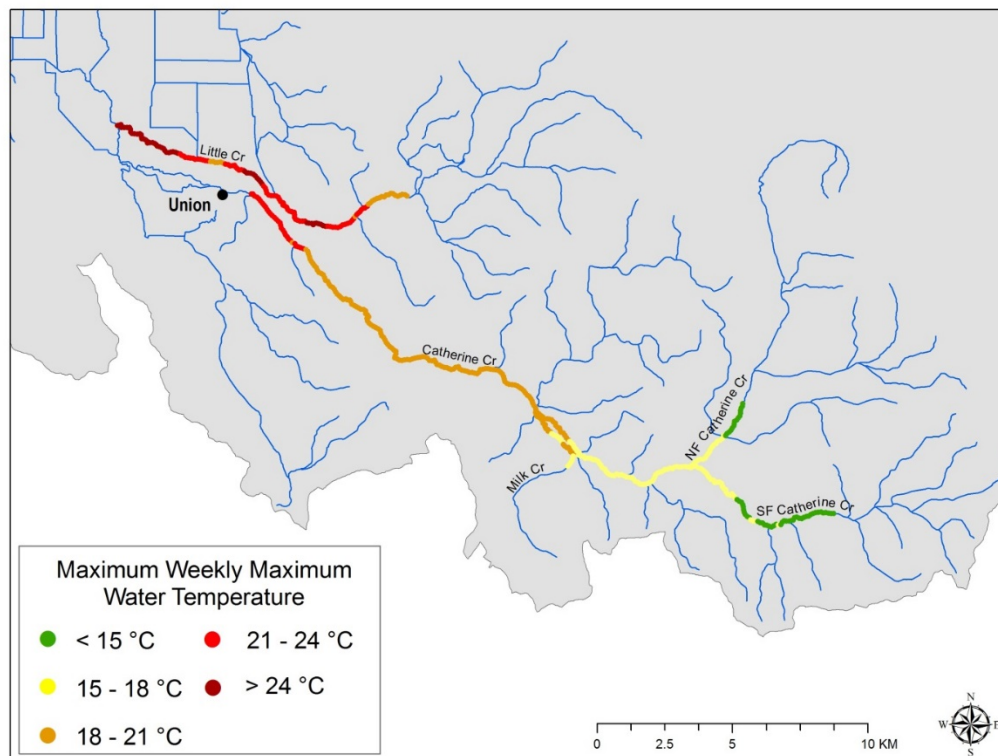 Little Cr
Union
Catherine Cr
NF Catherine Cr
Milk Cr
SF Catherine Cr
Maximum Weekly Maximum
Water Temperature
< 15 °C
21 - 24 °C
15 - 18 °C
> 24 °C
18 - 21 °C
0 2.5 5 10 KM
N
W E
S